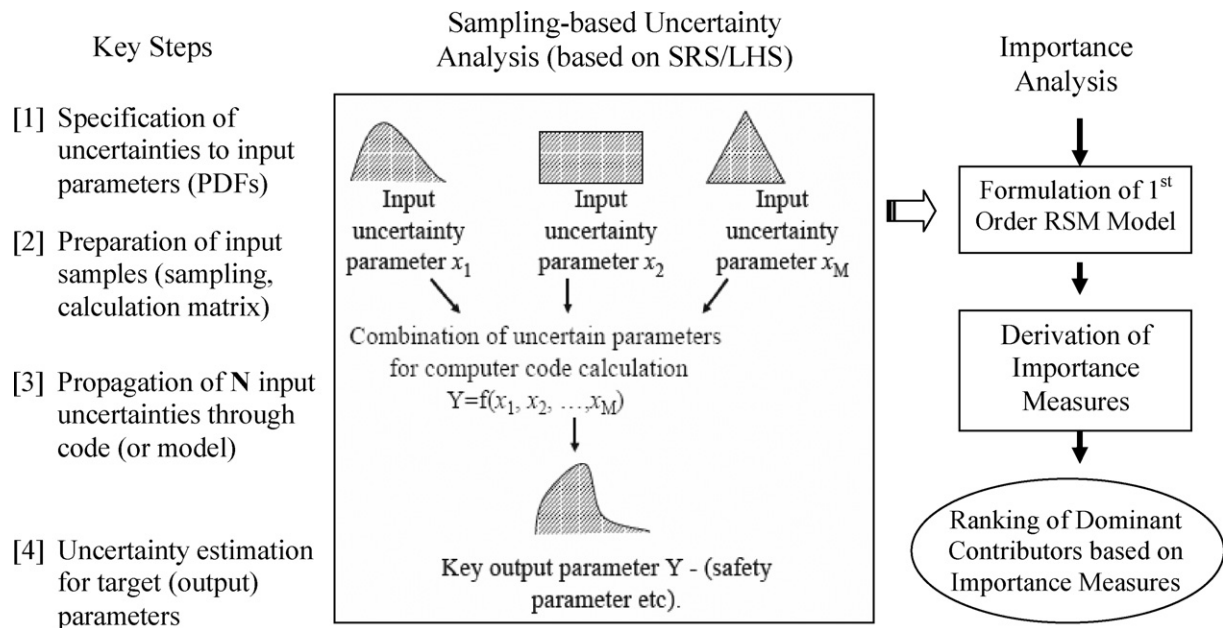 Key Steps
[1] Specification of
uncertainties to input
parameters (PDFs)
[2] Preparation of input
samples (sampling,
calculation matrix)
[3] Propagation of N input
uncertainties through
code (or model)
[4] Uncertainty estimation
for target (output)
parameters
Sampling-based Uncertainty
Analysis (based on SRS/LHS)
Input
uncertainty
parameter x1
Input
uncertainty
parameter x2
Input
uncertainty
parameter xM
Combination of uncertain parameters
for computer code calculation
Y=f(x1, x2, ...,xM)
Key output parameter Y - (safety
parameter etc).
Importance
Analysis
Formulation of 1st
Order RSM Model
Derivation of
Importance
Measures
Ranking of Dominant
Contributors based on
Importance Measures